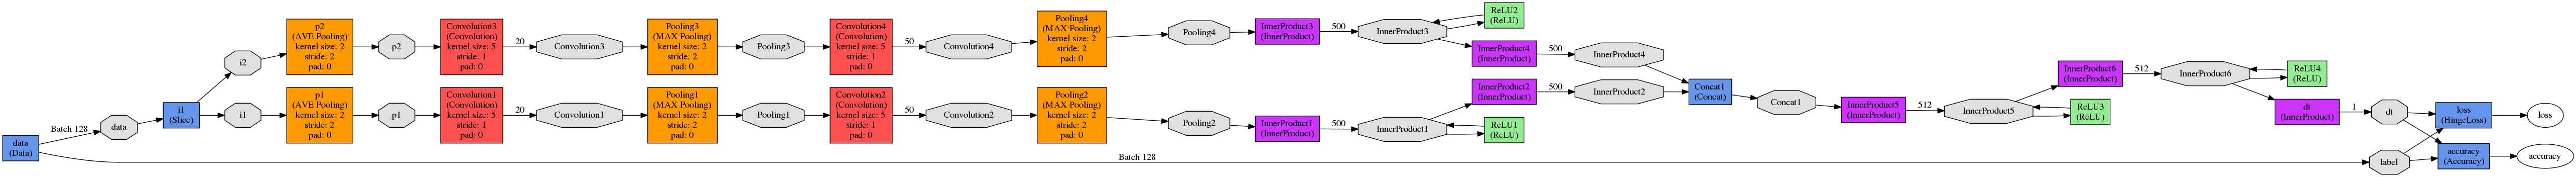 data
(Data)
Batch 128
data
i1
(Slice)
i2
i1
p2
(AVE Pooling)
kernel size: 2
stride: 2
pad: 0
p2
Convolution3
(Convolution)
kernel size: 5
stride: 1
pad: 0
20
Convolution3
Pooling3
(MAX Pooling)
kernel size: 2
stride: 2
pad: 0
Pooling3
Convolution4
(Convolution)
kernel size: 5
stride: 1
pad: 0
50
Convolution4
Pooling4
(MAX Pooling)
kernel size: 2
stride: 2
pad: 0
Pooling4
InnerProduct3
(InnerProduct)
500
InnerProduct3
ReLU2
(ReLU)
InnerProduct4
(InnerProduct)
500
InnerProduct4
p1
(AVE Pooling)
kernel size: 2
stride: 2
pad: 0
p1
Convolution1
(Convolution)
kernel size: 5
stride: 1
pad: 0
20
Convolution1
Pooling1
(MAX Pooling)
kernel size: 2
stride: 2
pad: 0
Pooling1
Convolution2
(Convolution)
kernel size: 5
stride: 1
pad: 0
50
Convolution2
Pooling2
(MAX Pooling)
kernel size: 2
stride: 2
pad: 0
Pooling2
InnerProduct1
(InnerProduct)
500
InnerProduct1
ReLU1
(ReLU)
InnerProduct2
(InnerProduct)
500
InnerProduct2
Concat1
(Concat)
Concat1
InnerProduct5
(InnerProduct)
512
InnerProduct5
ReLU3
(ReLU)
InnerProduct6
(InnerProduct)
512
InnerProduct6
ReLU4
(ReLU)
dt
(InnerProduct)
1
dt
loss
(HingeLoss)
loss
Batch 128
label
accuracy
(Accuracy)
accuracy